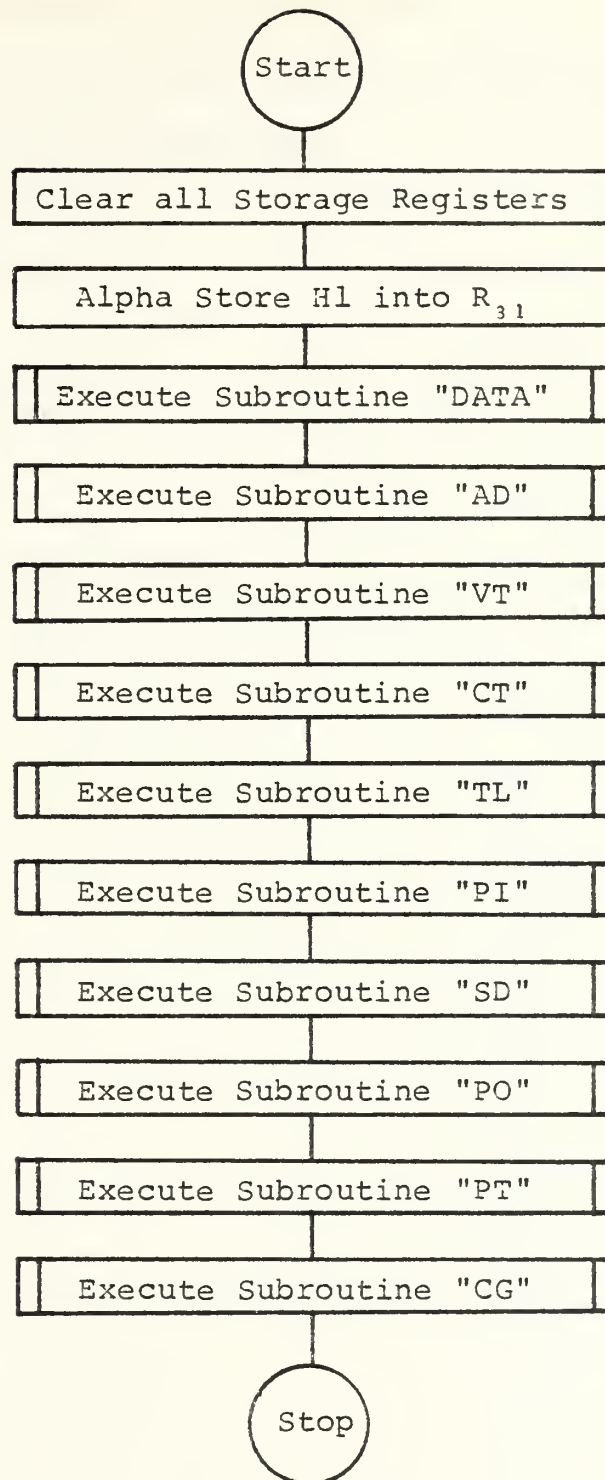 Start
Clear all Storage Registers
Alpha Store H1 into R₃₁
Execute Subroutine "DATA"
Execute Subroutine "AD"
Execute Subroutine "VT"
Execute Subroutine "CT"
Execute Subroutine "TL"
Execute Subroutine "PI"
Execute Subroutine "SD"
Execute Subroutine "PO"
Execute Subroutine "PT"
Execute Subroutine "CG"
Stop